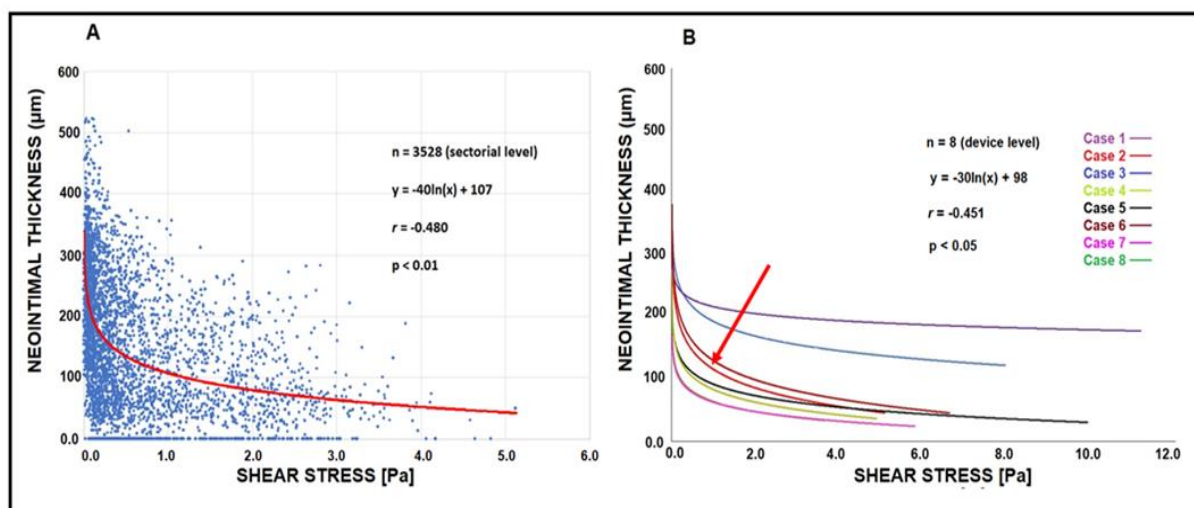 A
NEOINTIMAL THICKNESS (µm)
600
500
400
300
200
100
0.0
n = 3528 (sectorial level)
y = -40ln(x) + 107
r = -0.480
p < 0.01
0.0 1.0 2.0 3.0 4.0 5.0 6.0
SHEAR STRESS [Pa]
B
NEOINTIMAL THICKNESS (µm)
600
500
400
300
200
100
0.0
n = 8 (device level)
y = -30ln(x) + 98
r = -0.451
p < 0.05
Case 1
Case 2
Case 3
Case 4
Case 5
Case 6
Case 7
Case 8
0.0 2.0 4.0 6.0 8.0 10.0 12.0
SHEAR STRESS [Pa]